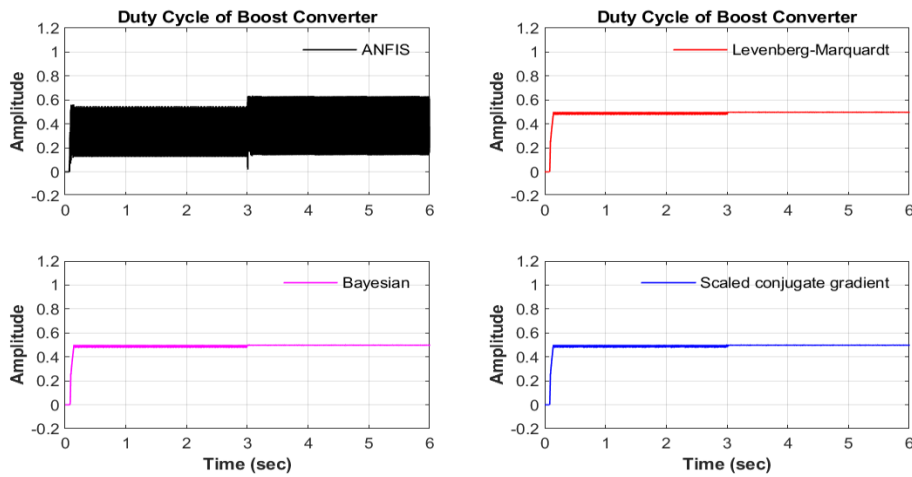 Duty Cycle of Boost Converter
1.2
1
0.8
0.6
0.4
0.2
0
-0.2
Amplitude
ANFIS
0 1 2 3 4 5 6
Duty Cycle of Boost Converter
1.2
1
0.8
0.6
0.4
0.2
0
-0.2
Amplitude
Levenberg-Marquardt
0 1 2 3 4 5 6
1.2
1
0.8
0.6
0.4
0.2
0
-0.2
Amplitude
Bayesian
0 1 2 3 4 5 6
Time (sec)
1.2
1
0.8
0.6
0.4
0.2
0
-0.2
Amplitude
Scaled conjugate gradient
0 1 2 3 4 5 6
Time (sec)